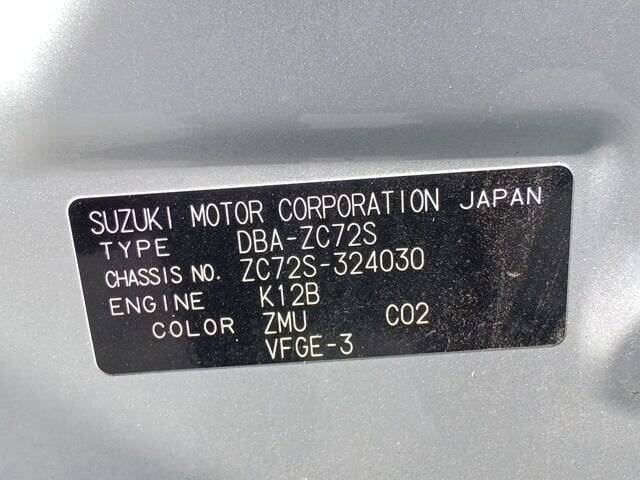 SUZUKI MOTOR CORPORATION JAPAN
TYPE DBA-ZC72S
CHASSIS NO. ZC72S-324030
ENGINE K12B
COLOR ZMU C02
VFGE-3